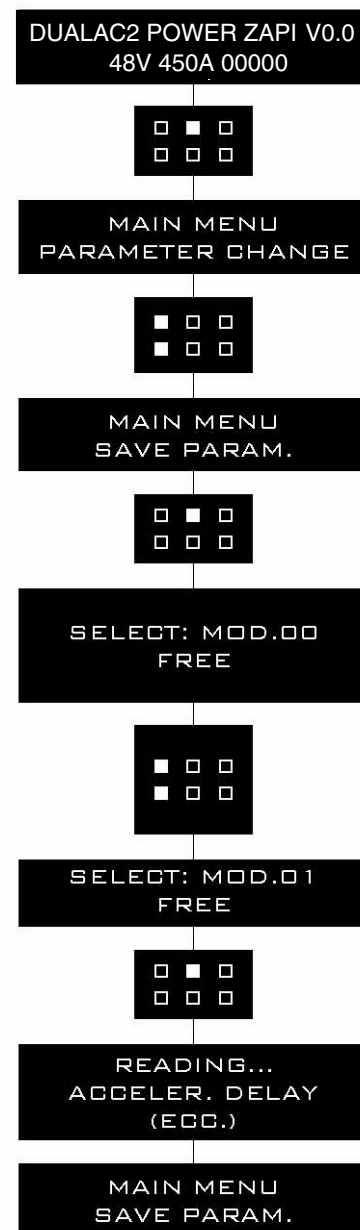 DUALAC2 POWER ZAPI V0.0
48V 450A 00000
MAIN MENU
PARAMETER CHANGE
MAIN MENU
SAVE PARAM.
SELECT: MOD.00
FREE
SELECT: MOD.01
FREE
READING...
ACCELER. DELAY
(ECC.)
MAIN MENU
SAVE PARAM.